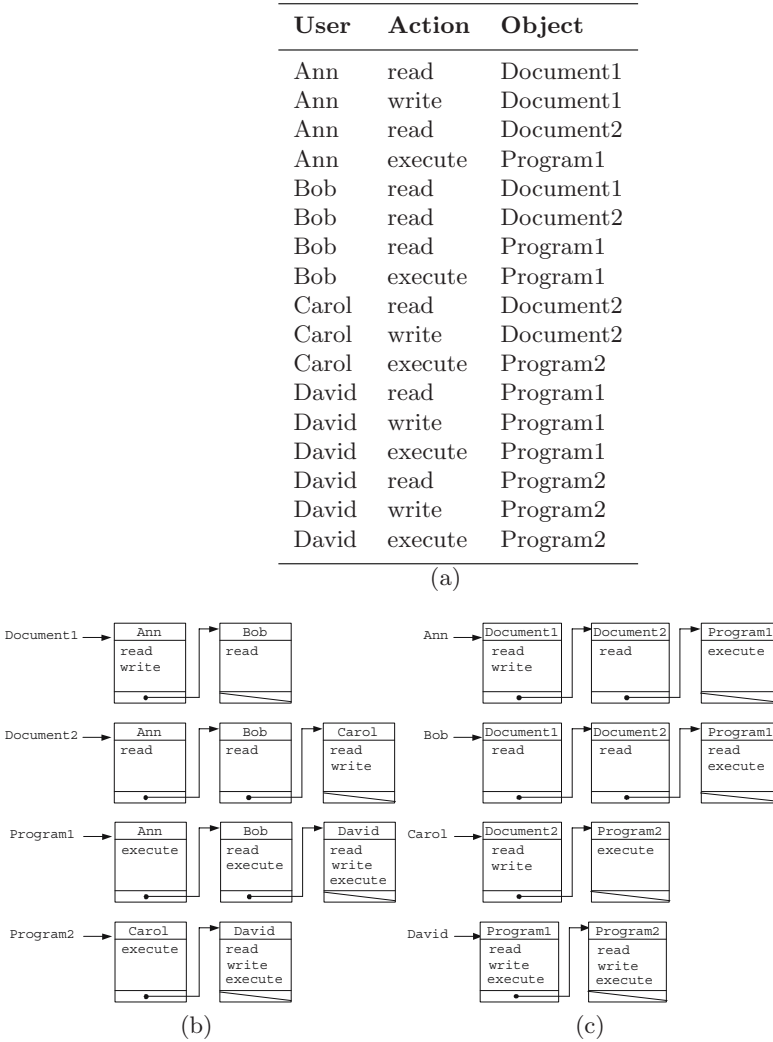 User Action Object
Ann read Document1
Ann write Document1
Ann read Document2
Ann execute Program1
Bob read Document1
Bob read Document2
Bob read Program1
Bob execute Program1
Carol read Document2
Carol write Document2
Carol execute Program2
David read Program1
David write Program1
David execute Program1
David read Program2
David write Program2
David execute Program2
(a)
Document1
Ann
read
write
Bob
read
Document2
Ann
read
Bob
read
Carol
read
write
Program1
Ann
execute
Bob
read
execute
David
read
write
execute
Program2
Carol
execute
David
read
write
execute
(b)
Ann
Document1
read
write
Document2
read
Program1
execute
Bob
Document1
read
Document2
read
Program1
read
execute
Carol
Document2
read
write
Program2
execute
David
Program1
read
write
execute
Program2
read
write
execute
(c)